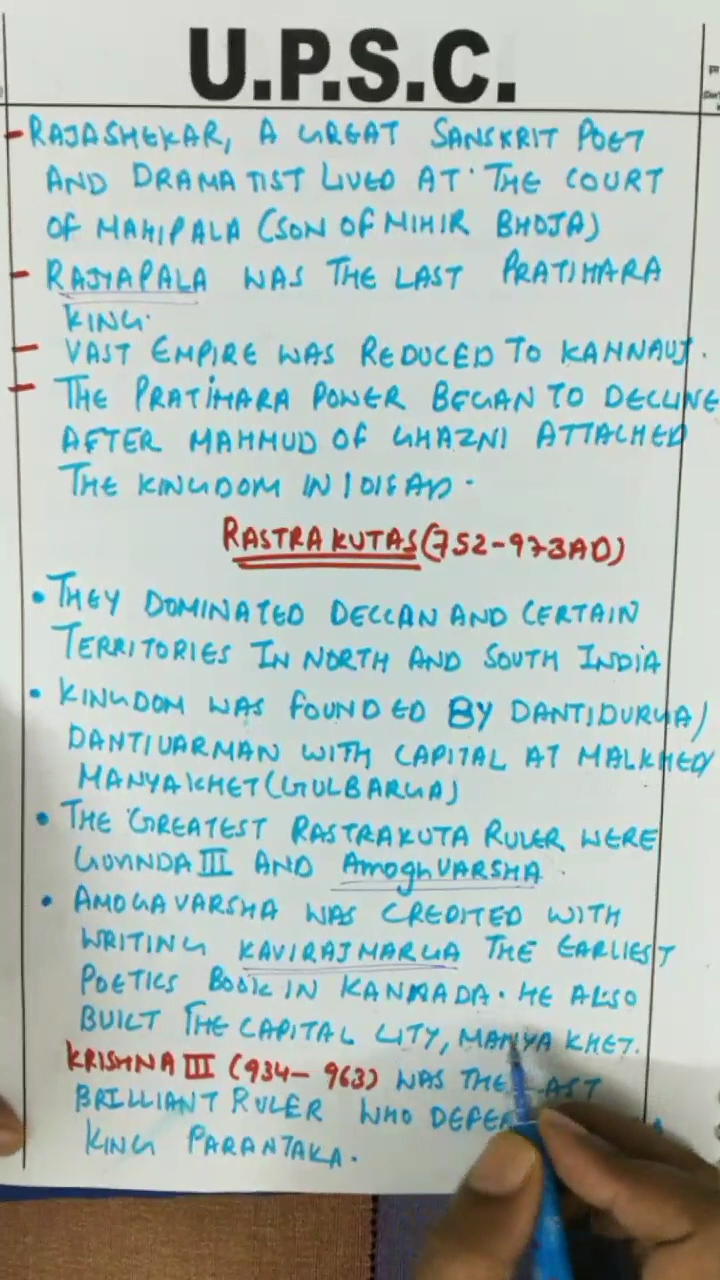 U.P.S.C.
- RAJASHEKAR, A GREAT SANSKRIT POET
AND DRAMATIST LIVED AT THE COURT
OF MAHIPALA (SON OF MIHIR BHOJA)
- RAJYAPALA WAS THE LAST PRATIHARA
KING.
- VAST EMPIRE WAS REDUCED TO KANNAUJ.
- THE PRATIHARA POWER BEGAN TO DECLINE
AFTER MAHMUD OF GHAZNI ATTACHED
THE KINGDOM IN 1018 AD.
RASTRAKUTAS (752-973AD)
• THEY DOMINATED DECCAN AND CERTAIN
TERRITORIES IN NORTH AND SOUTH INDIA
• KINGDOM WAS FOUNDED BY DANTIDURGA/
DANTIVARMAN WITH CAPITAL AT MALKHED/
MANYAKHET (GULBARGA)
• THE GREATEST RASTRAKUTA RULER WERE
GOVINDA III AND AMOGHVARSHA.
• AMOGAVARSHA WAS CREDITED WITH
WRITING KAVIRAJMARGA THE EARLIEST
POETICS BOOK IN KANNADA. HE ALSO
BUILT THE CAPITAL CITY, MANYAKHET.
KRISHNA III (934-963) WAS THE LAST
BRILLIANT RULER WHO
KING PARANTAKA.